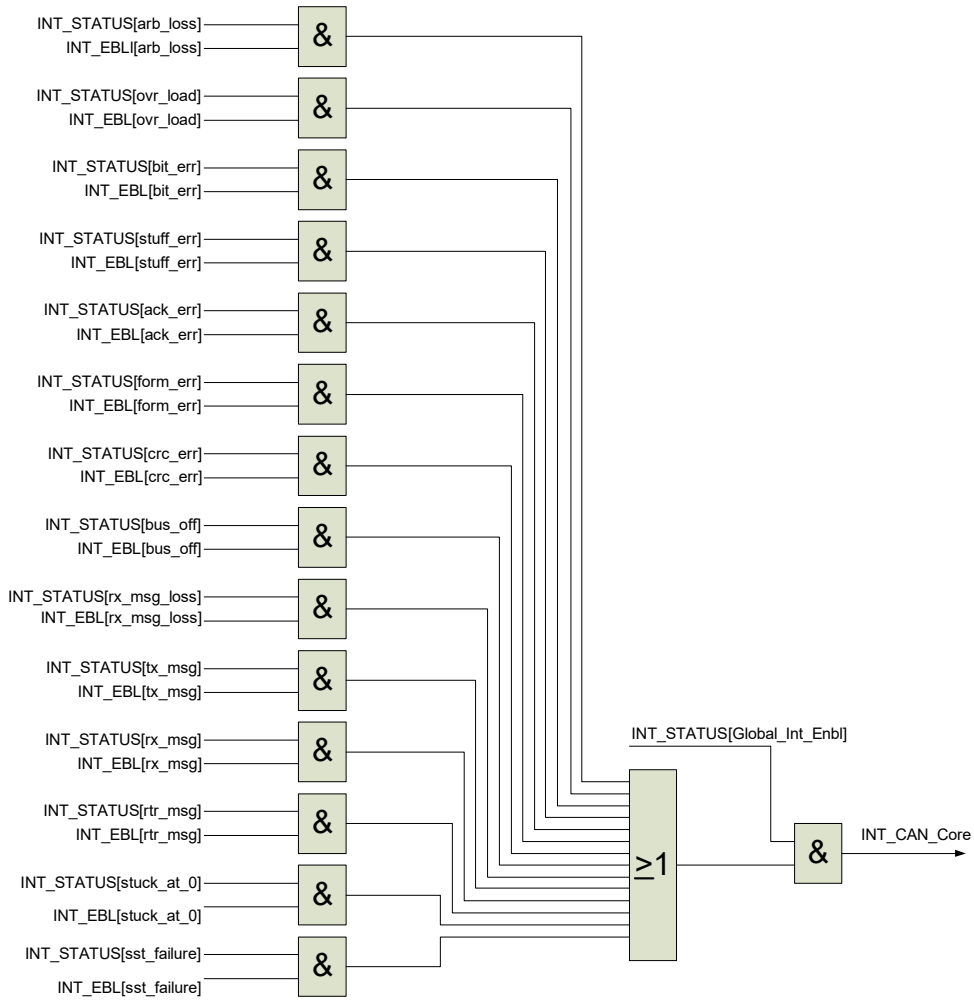 INT_STATUS[arb_loss]
INT_EBLI[arb_loss]
&
INT_STATUS[ovr_load]
INT_EBL[ovr_load]
&
INT_STATUS[bit_err]
INT_EBL[bit_err]
&
INT_STATUS[stuff_err]
INT_EBL[stuff_err]
&
INT_STATUS[ack_err]
INT_EBL[ack_err]
&
INT_STATUS[form_err]
INT_EBL[form_err]
&
INT_STATUS[crc_err]
INT_EBL[crc_err]
&
INT_STATUS[bus_off]
INT_EBL[bus_off]
&
INT_STATUS[rx_msg_loss]
INT_EBL[rx_msg_loss]
&
INT_STATUS[tx_msg]
INT_EBL[tx_msg]
&
INT_STATUS[rx_msg]
INT_EBL[rx_msg]
&
INT_STATUS[rtr_msg]
INT_EBL[rtr_msg]
&
INT_STATUS[stuck_at_0]
INT_EBL[stuck_at_0]
&
INT_STATUS[sst_failure]
INT_EBL[sst_failure]
&
INT_STATUS[Global_Int_Enbl]
≥1
&
INT_CAN_Core